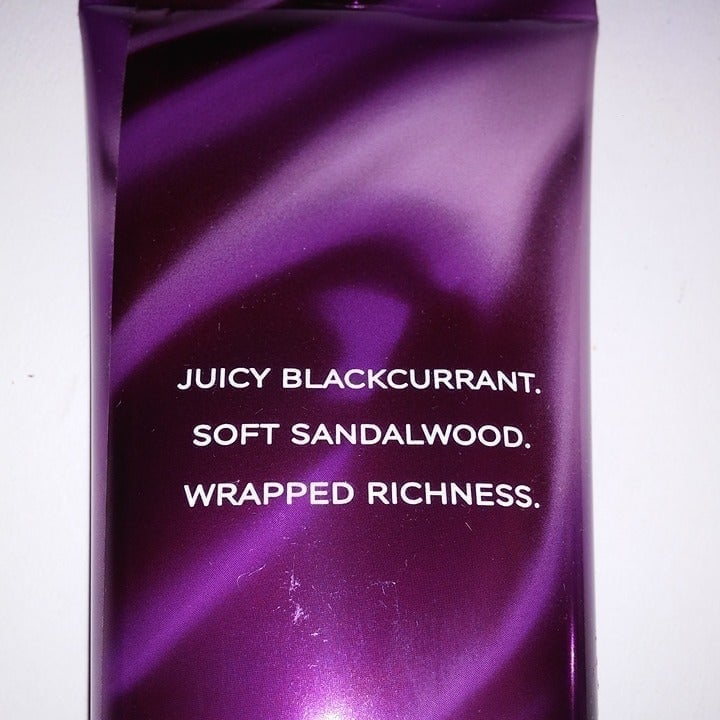 JUICY BLACKCURRANT.
SOFT SANDALWOOD.
WRAPPED RICHNESS.